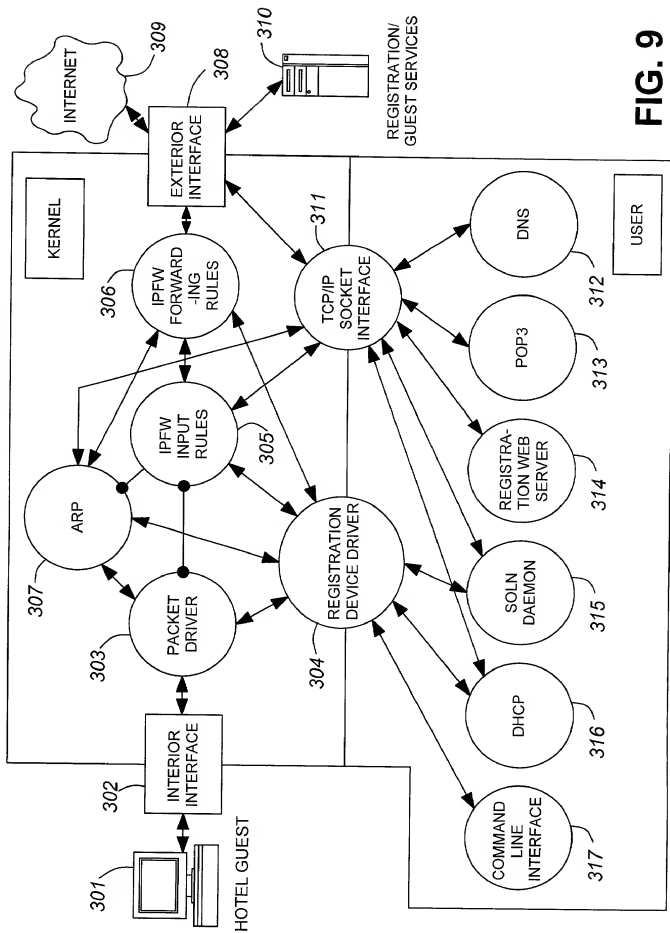 INTERNET
309
308
310
REGISTRATION/
GUEST SERVICES
FIG. 9
KERNEL
EXTERIOR
INTERFACE
306
IPFW
FORWARD
-ING
RULES
311
TCP/IP
SOCKET
INTERFACE
307
ARP
IPFW
INPUT
RULES
305
303
PACKET
DRIVER
REGISTRATION
DEVICE DRIVER
304
302
INTERIOR
INTERFACE
301
HOTEL GUEST
USER
DNS
312
POP3
313
REGISTRA-
TION WEB
SERVER
314
SOLN
DAEMON
315
DHCP
316
COMMAND
LINE
INTERFACE
317